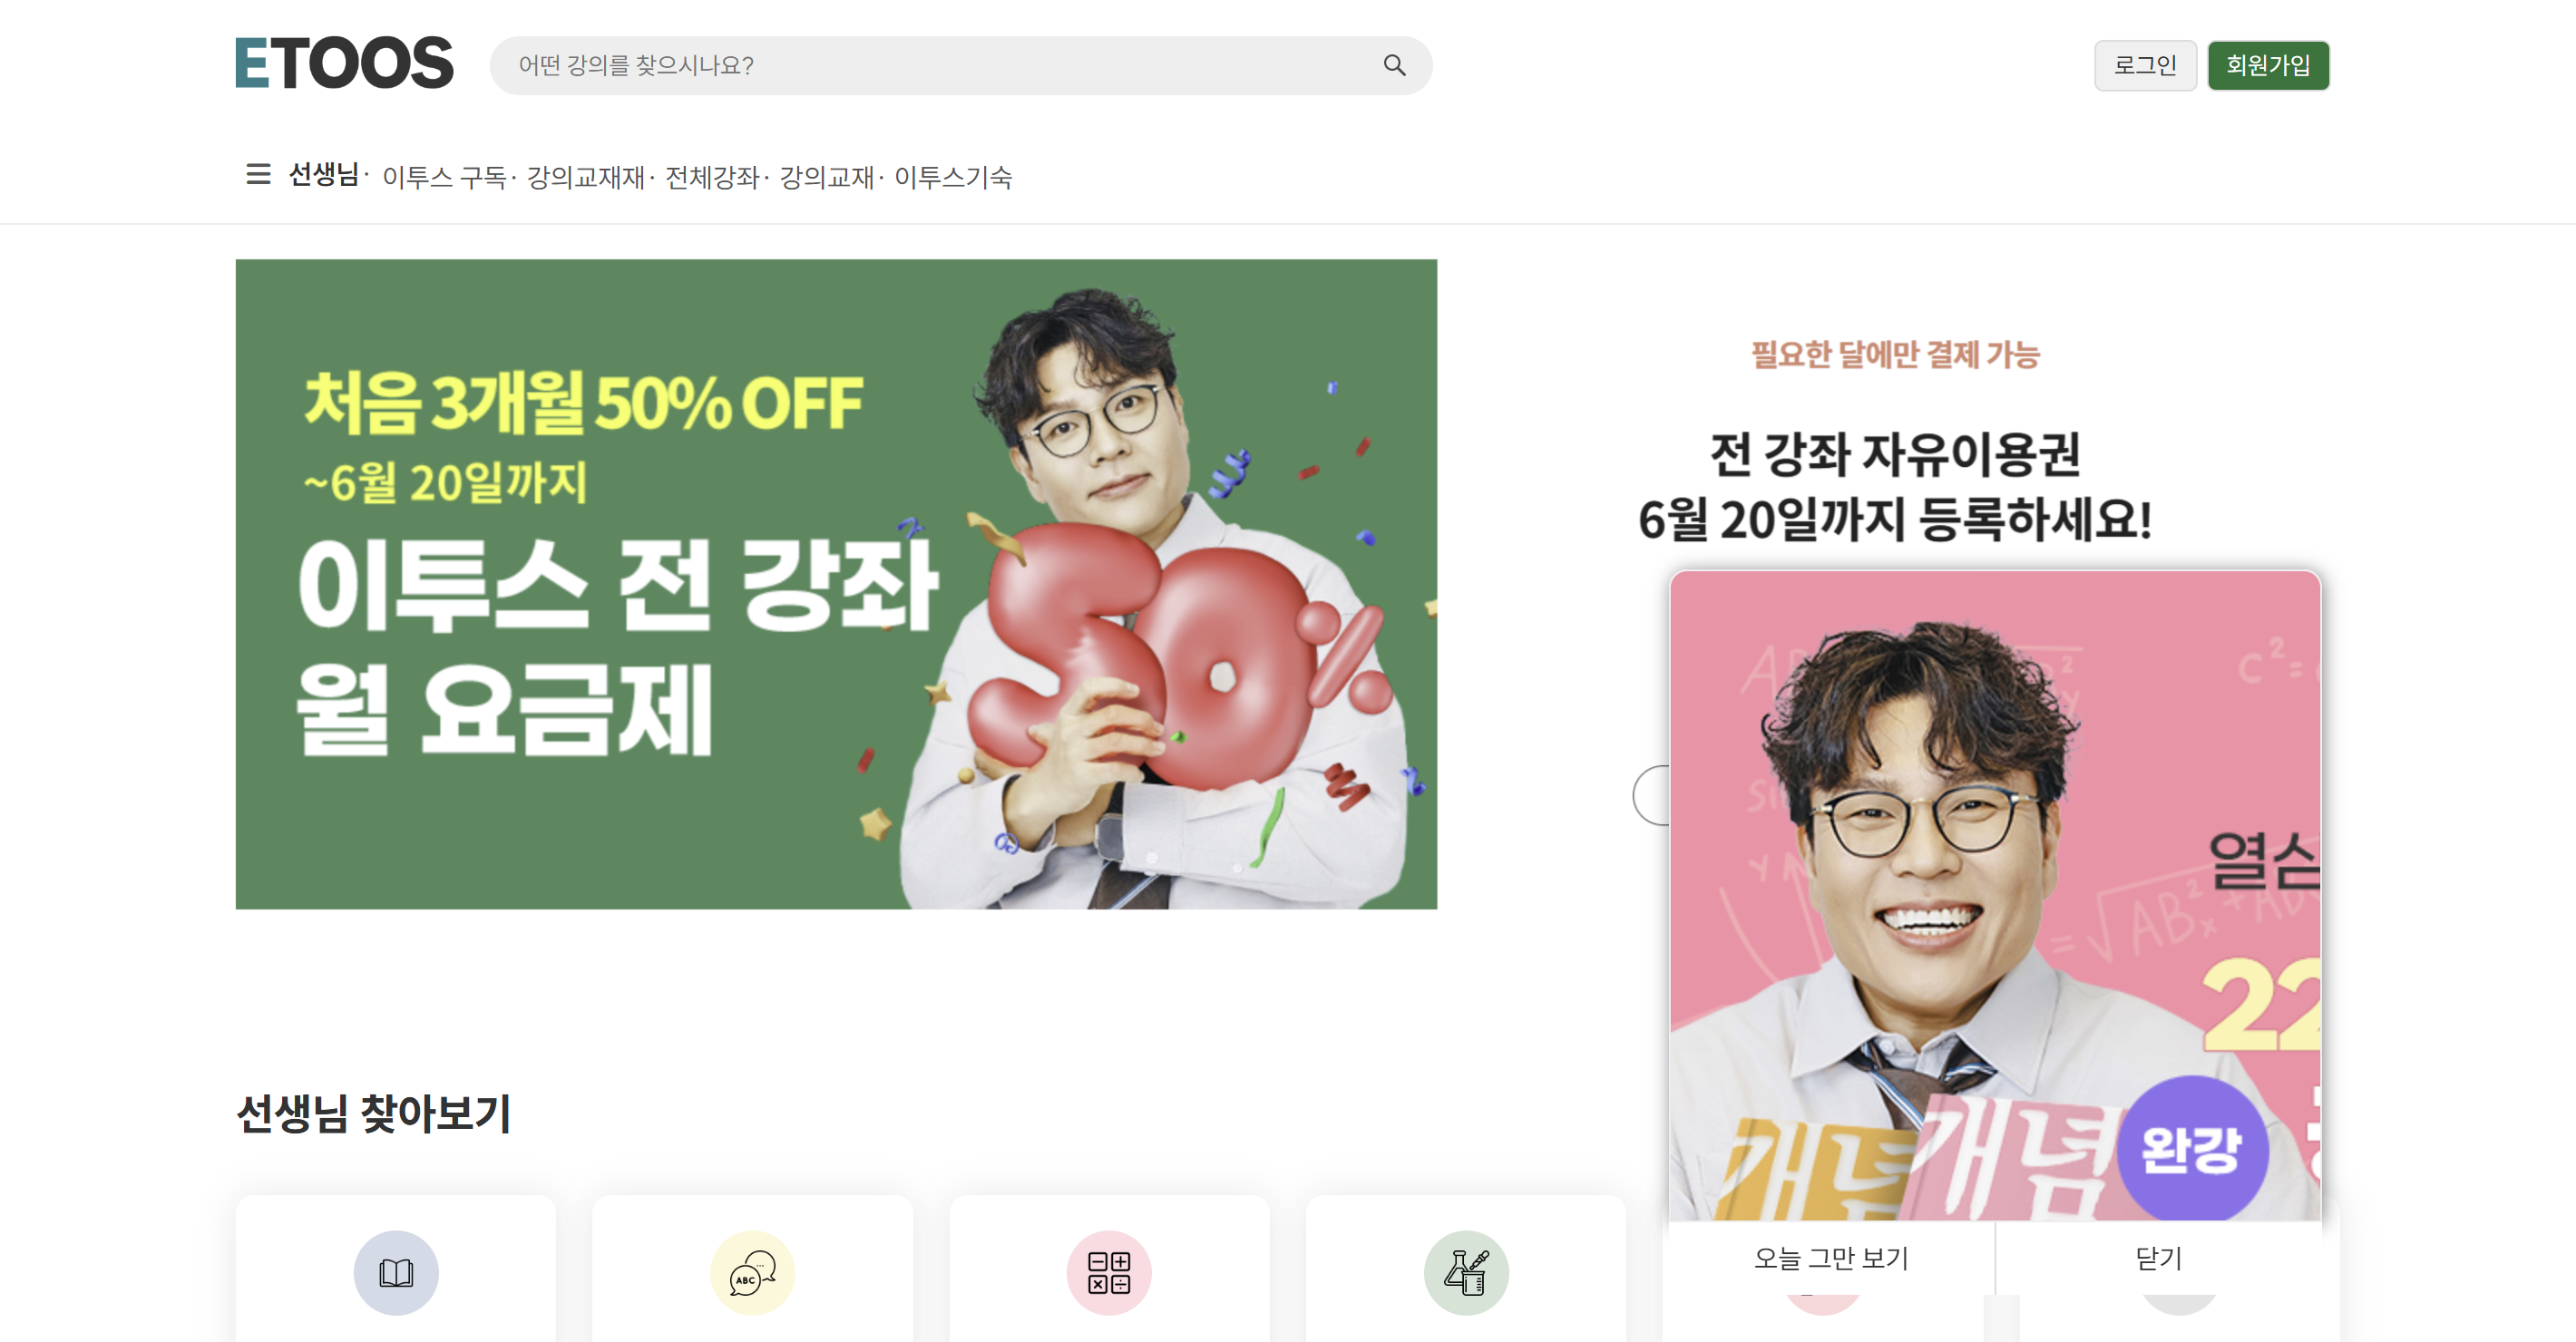 ETOOS
어떤 강의를 찾으시나요?
로그인
회원가입
선생님· 이투스 구독· 강의교재재· 전체강좌· 강의교재· 이투스기숙
처음 3개월 50% OFF
~6월 20일까지
이투스 전 강좌
월 요금제
50%
필요한 달에만 결제 가능
전 강좌 자유이용권
6월 20일까지 등록하세요!
22
개념
개념
완강
오늘 그만 보기
닫기
선생님 찾아보기
ABC